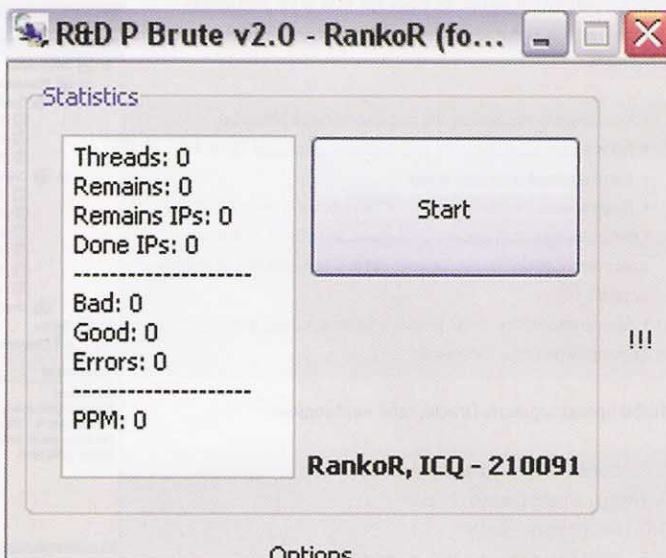 R&D P Brute v2.0 - RankoR (fo...
Statistics
Threads: 0
Remains: 0
Remains IPs: 0
Done IPs: 0
--------------------
Bad: 0
Good: 0
Errors: 0
--------------------
PPM: 0
Start
!!!
RankoR, ICQ - 210091
Options